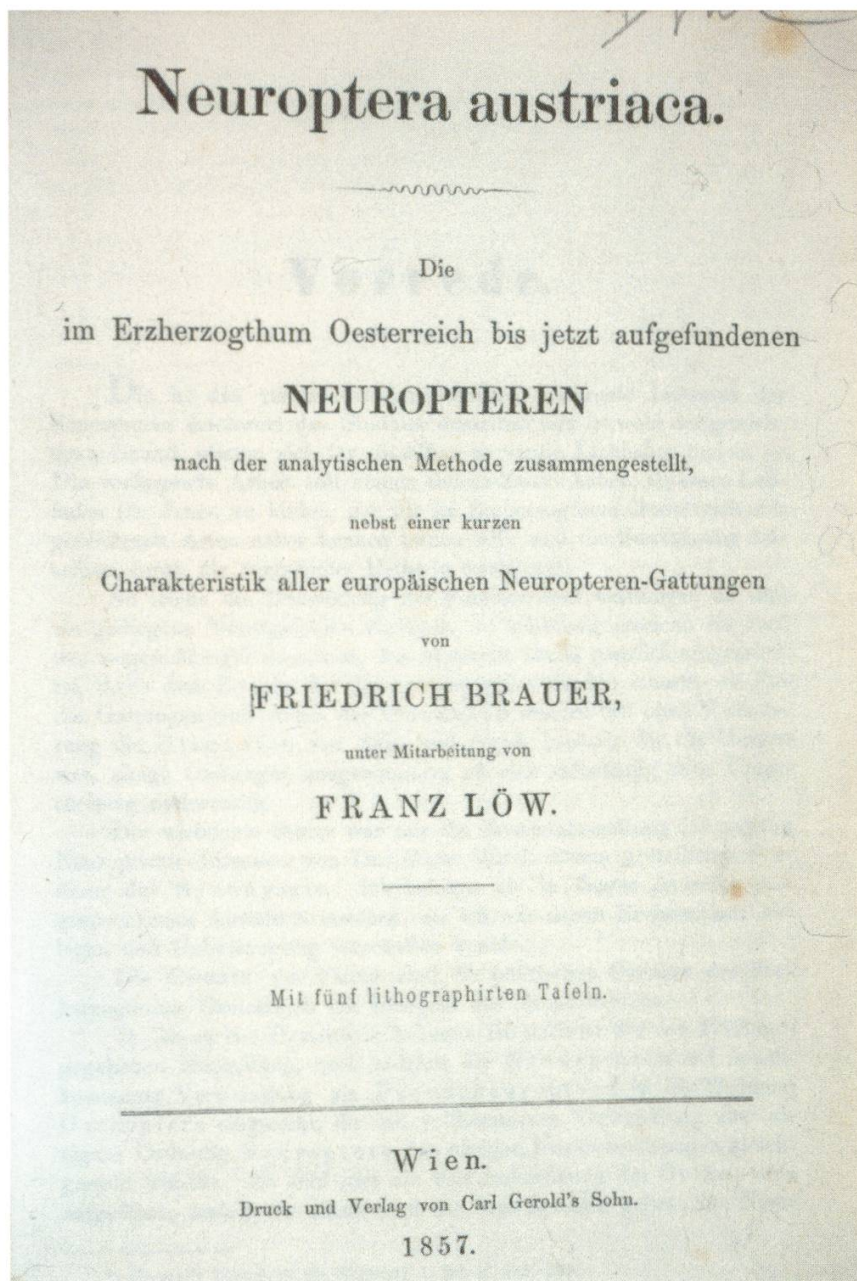 Neuroptera austriaca.
Die
im Erzherzogthum Oesterreich bis jetzt aufgefundenen
NEUROPTEREN
nach der analytischen Methode zusammengestellt,
nebst einer kurzen
Charakteristik aller europäischen Neuropteren-Gattungen
von
FRIEDRICH BRAUER,
unter Mitarbeitung von
FRANZ LÖW.
Mit fünf lithographirten Tafeln.
Wien.
Druck und Verlag von Carl Gerold's Sohn.
1857.